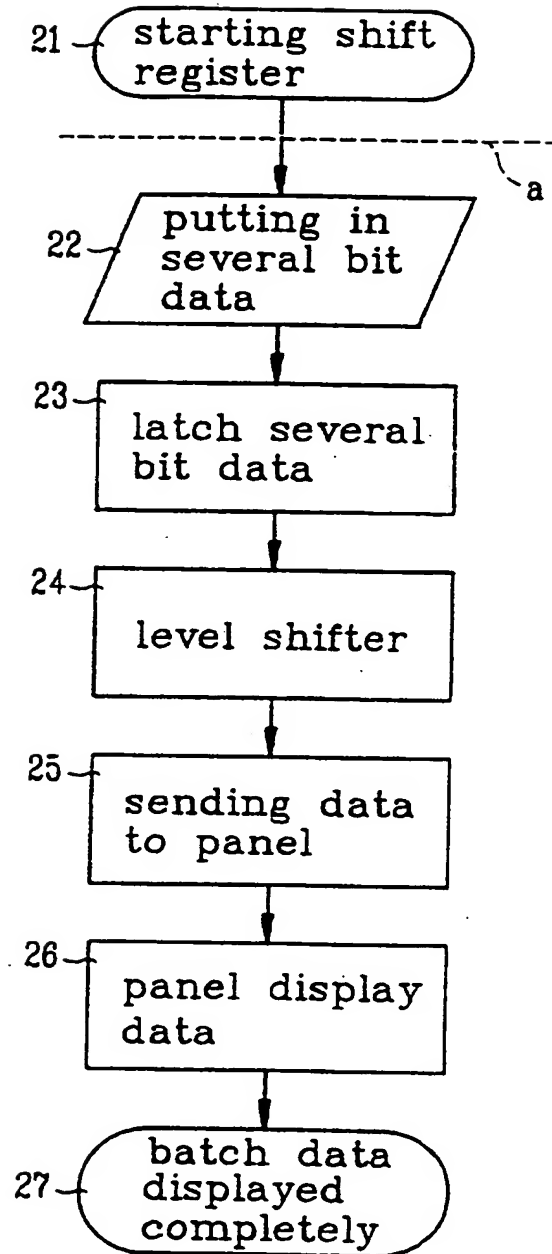 21
starting shift
register
a
22
putting in
several bit
data
23
latch several
bit data
24
level shifter
25
sending data
to panel
26
panel display
data
27
batch data
displayed
completely